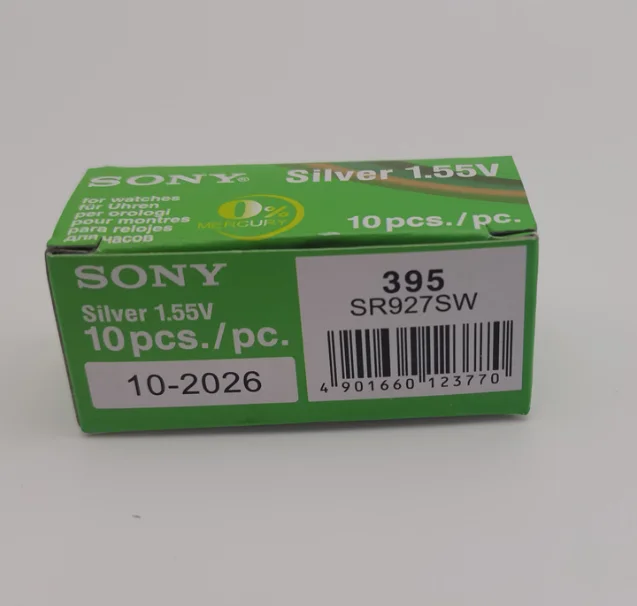 SONY® Silver 1.55V
for watches
für Uhren
per orologi
pour montres
para relojes
для часов
0%
MERCURY
10 pcs./pc.
SONY
Silver 1.55V
10 pcs./pc.
10-2026
395
SR927SW
4 901660 123770